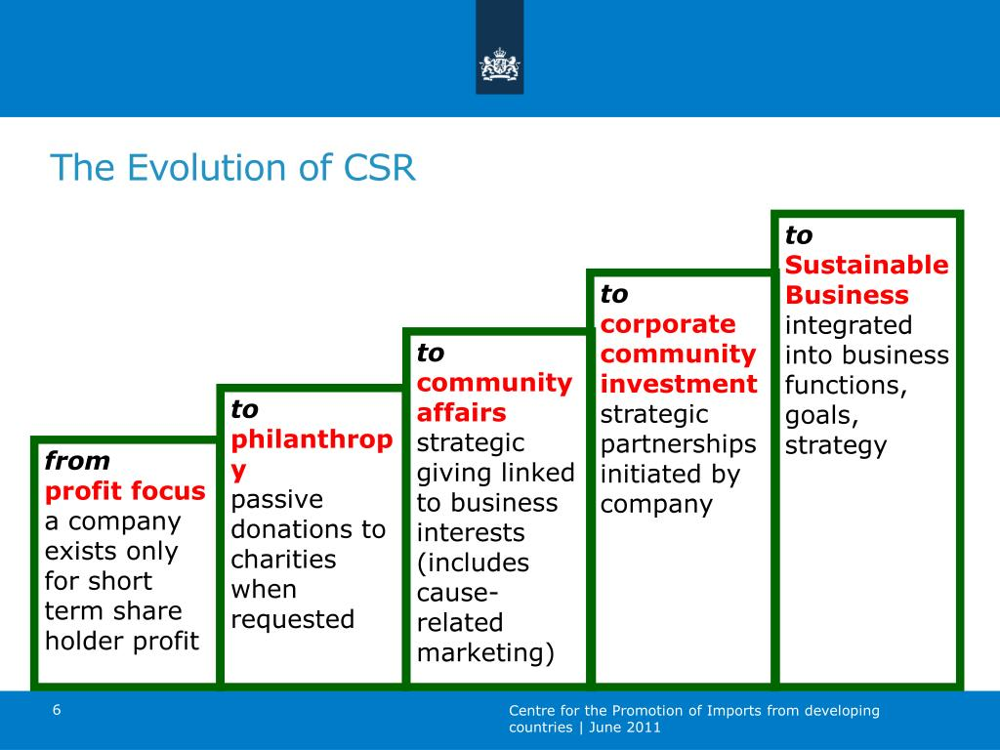 The Evolution of CSR
from
profit focus
a company
exists only
for short
term share
holder profit
to
philanthrop
y
passive
donations to
charities
when
requested
to
community
affairs
strategic
giving linked
to business
interests
(includes
cause-
related
marketing)
to
corporate
community
investment
strategic
partnerships
initiated by
company
to
Sustainable
Business
integrated
into business
functions,
goals,
strategy
6
Centre for the Promotion of Imports from developing
countries | June 2011